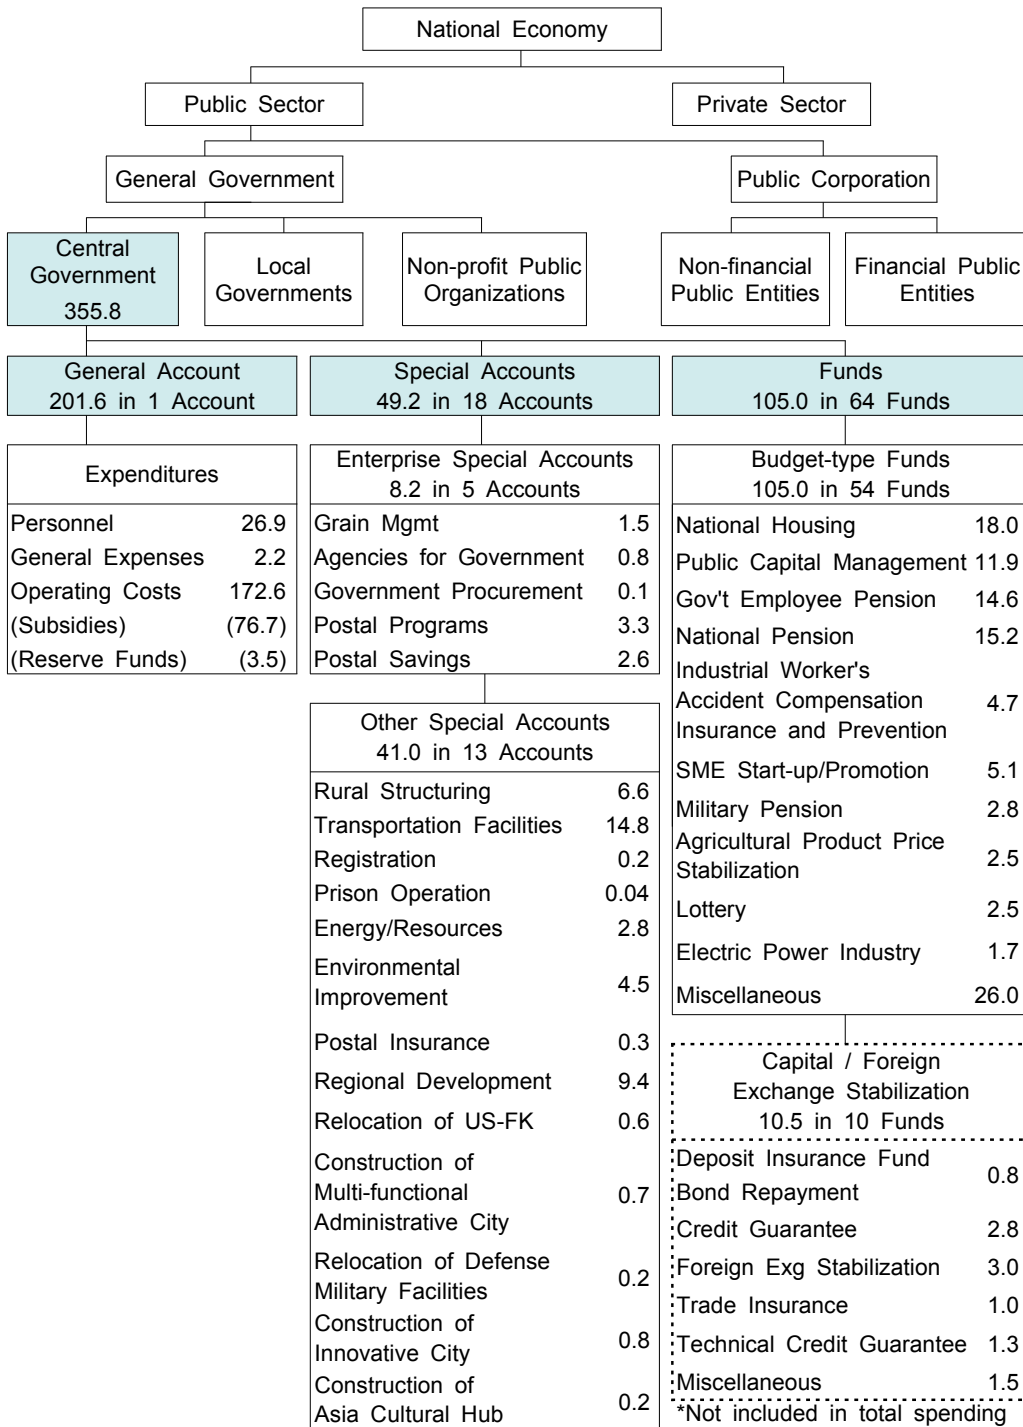 National Economy
Public Sector
Private Sector
General Government
Public Corporation
Central
Government
355.8
Local
Governments
Non-profit Public
Organizations
Non-financial
Public Entities
Financial Public
Entities
General Account
201.6 in 1 Account
Special Accounts
49.2 in 18 Accounts
Funds
105.0 in 64 Funds
Expenditures
Personnel 26.9
General Expenses 2.2
Operating Costs 172.6
(Subsidies) (76.7)
(Reserve Funds) (3.5)
Enterprise Special Accounts
8.2 in 5 Accounts
Grain Mgmt 1.5
Agencies for Government 0.8
Government Procurement 0.1
Postal Programs 3.3
Postal Savings 2.6
Other Special Accounts
41.0 in 13 Accounts
Rural Structuring 6.6
Transportation Facilities 14.8
Registration 0.2
Prison Operation 0.04
Energy/Resources 2.8
Environmental
Improvement 4.5
Postal Insurance 0.3
Regional Development 9.4
Relocation of US-FK 0.6
Construction of
Multi-functional 0.7
Administrative City
Relocation of Defense
Military Facilities 0.2
Construction of
Innovative City 0.8
Construction of
Asia Cultural Hub 0.2
Budget-type Funds
105.0 in 54 Funds
National Housing 18.0
Public Capital Management 11.9
Gov't Employee Pension 14.6
National Pension 15.2
Industrial Worker's
Accident Compensation 4.7
Insurance and Prevention
SME Start-up/Promotion 5.1
Military Pension 2.8
Agricultural Product Price
Stabilization 2.5
Lottery 2.5
Electric Power Industry 1.7
Miscellaneous 26.0
Capital / Foreign
Exchange Stabilization
10.5 in 10 Funds
Deposit Insurance Fund
Bond Repayment 0.8
Credit Guarantee 2.8
Foreign Exg Stabilization 3.0
Trade Insurance 1.0
Technical Credit Guarantee 1.3
Miscellaneous 1.5
*Not included in total spending